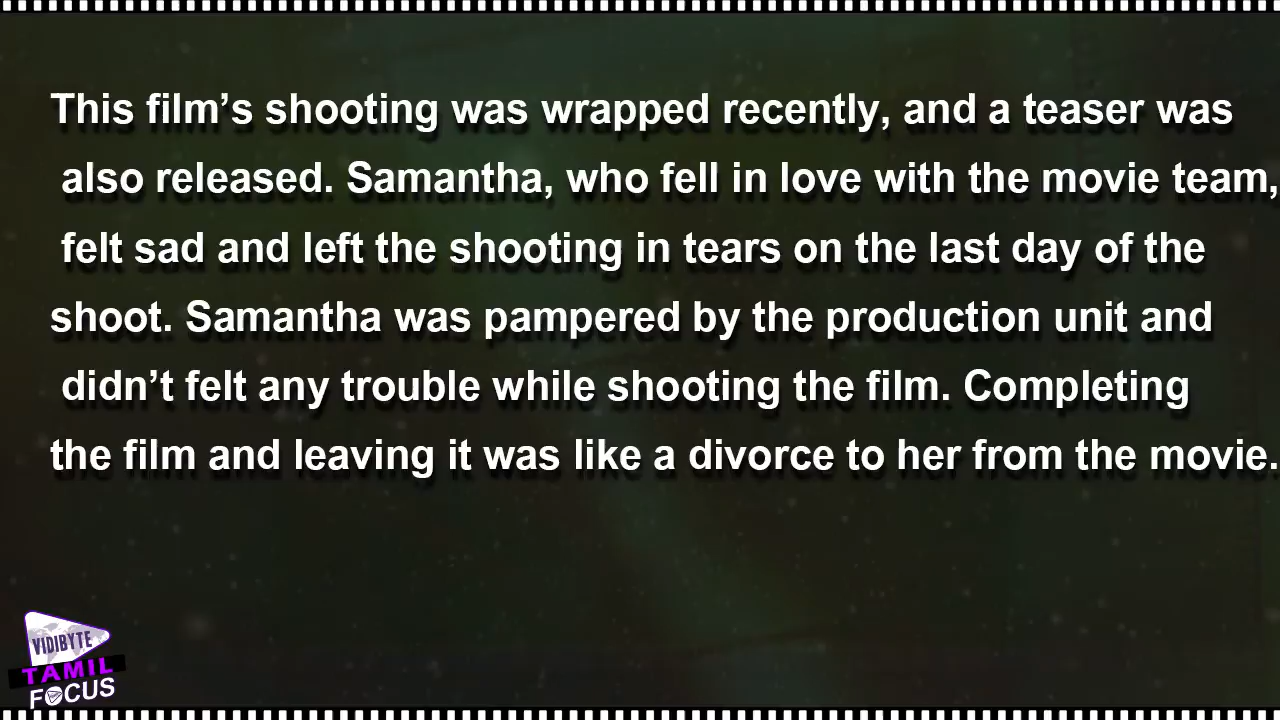 This film’s shooting was wrapped recently, and a teaser was
also released. Samantha, who fell in love with the movie team,
felt sad and left the shooting in tears on the last day of the
shoot. Samantha was pampered by the production unit and
didn’t felt any trouble while shooting the film. Completing
the film and leaving it was like a divorce to her from the movie.
VIDIBYTE
TAMIL
FOCUS